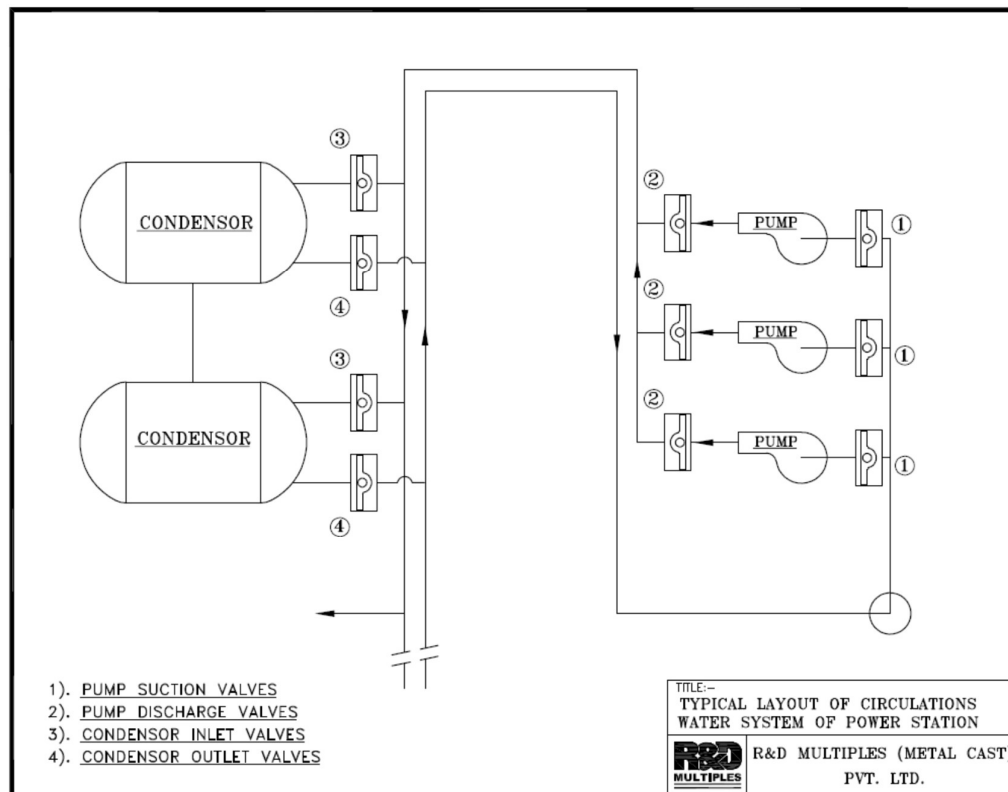 ③
CONDENSOR
④
③
CONDENSOR
④
②
PUMP
①
②
PUMP
①
②
PUMP
①
1). PUMP SUCTION VALVES
2). PUMP DISCHARGE VALVES
3). CONDENSOR INLET VALVES
4). CONDENSOR OUTLET VALVES
TITLE:-
TYPICAL LAYOUT OF CIRCULATIONS
WATER SYSTEM OF POWER STATION
R&D
MULTIPLES
R&D MULTIPLES (METAL CAST
PVT. LTD.